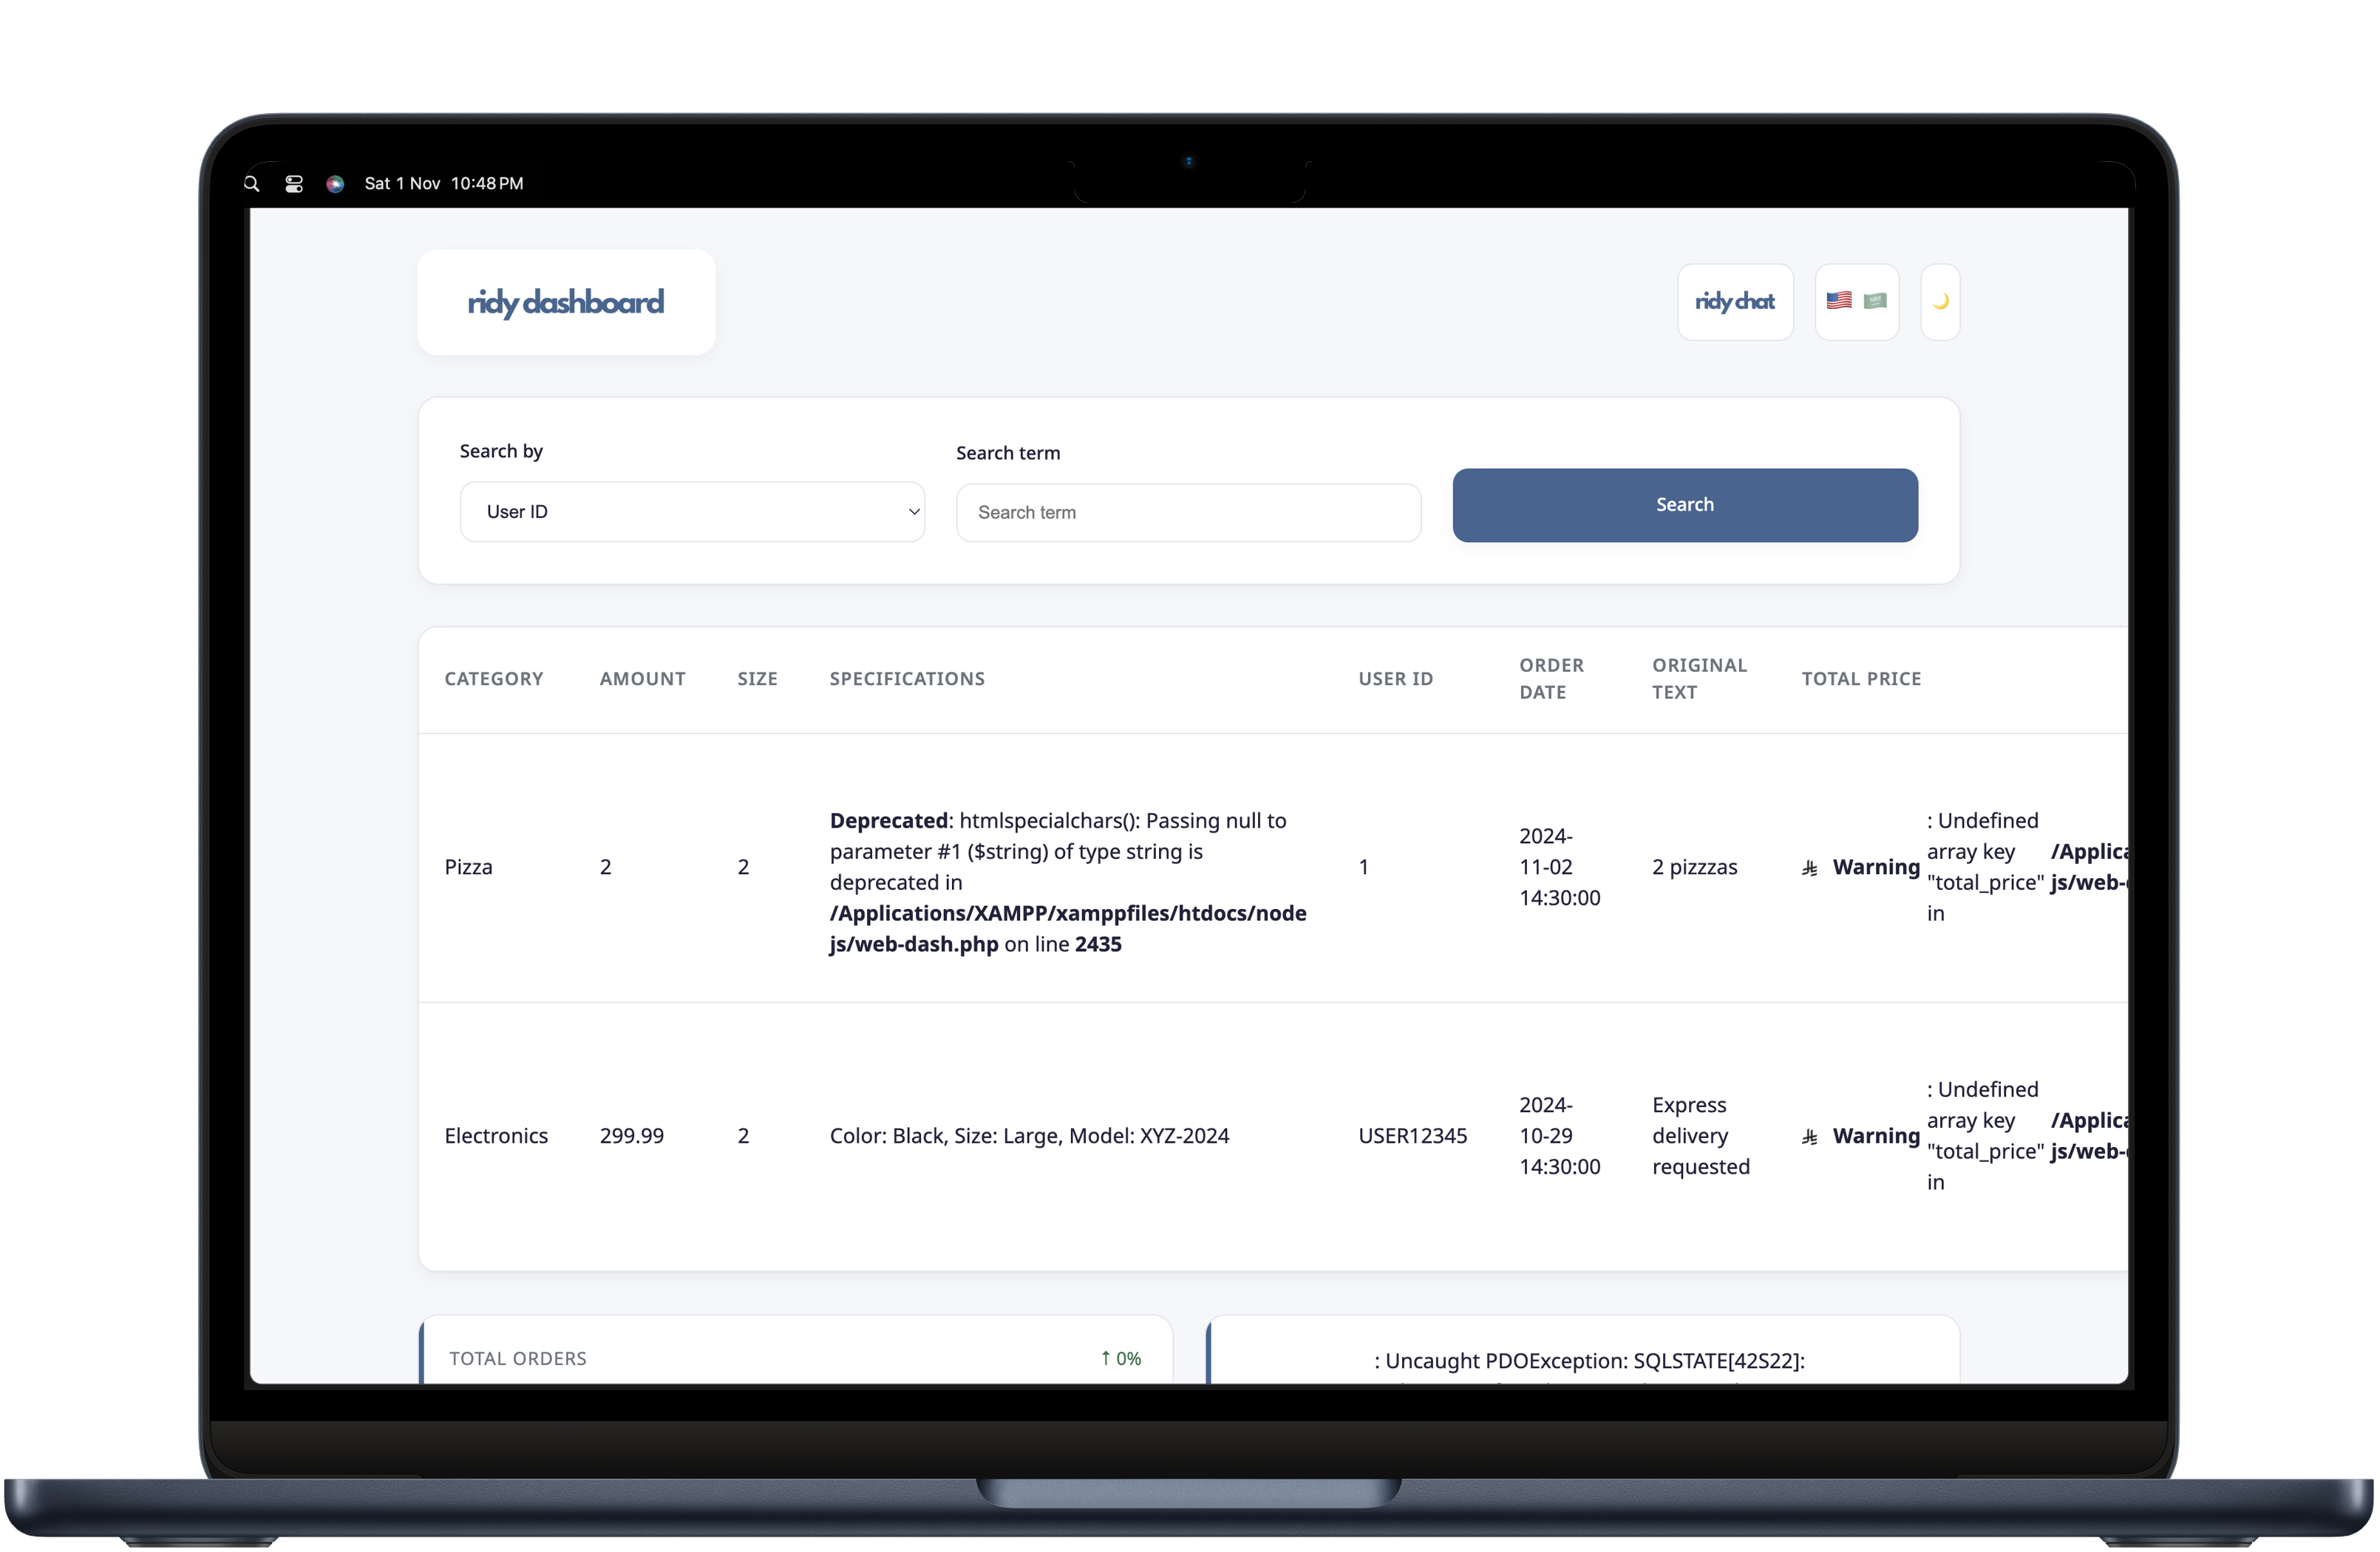 Sat 1 Nov 10:48 PM
ridy dashboard
ridy chat
Search by
Search term
User ID
Search term
Search
CATEGORY
AMOUNT
SIZE
SPECIFICATIONS
USER ID
ORDER
DATE
ORIGINAL
TEXT
TOTAL PRICE
Pizza
2
2
Deprecated: htmlspecialchars(): Passing null to
parameter #1 ($string) of type string is
deprecated in
/Applications/XAMPP/xamppfiles/htdocs/node
js/web-dash.php on line 2435
1
2024-
11-02
14:30:00
2 pizzzas
Warning
: Undefined
array key
"total_price"
in
/Applica
js/web-
Electronics
299.99
2
Color: Black, Size: Large, Model: XYZ-2024
USER12345
2024-
10-29
14:30:00
Express
delivery
requested
Warning
: Undefined
array key
"total_price"
in
/Applica
js/web-
TOTAL ORDERS
↑ 0%
: Uncaught PDOException: SQLSTATE[42S22]: